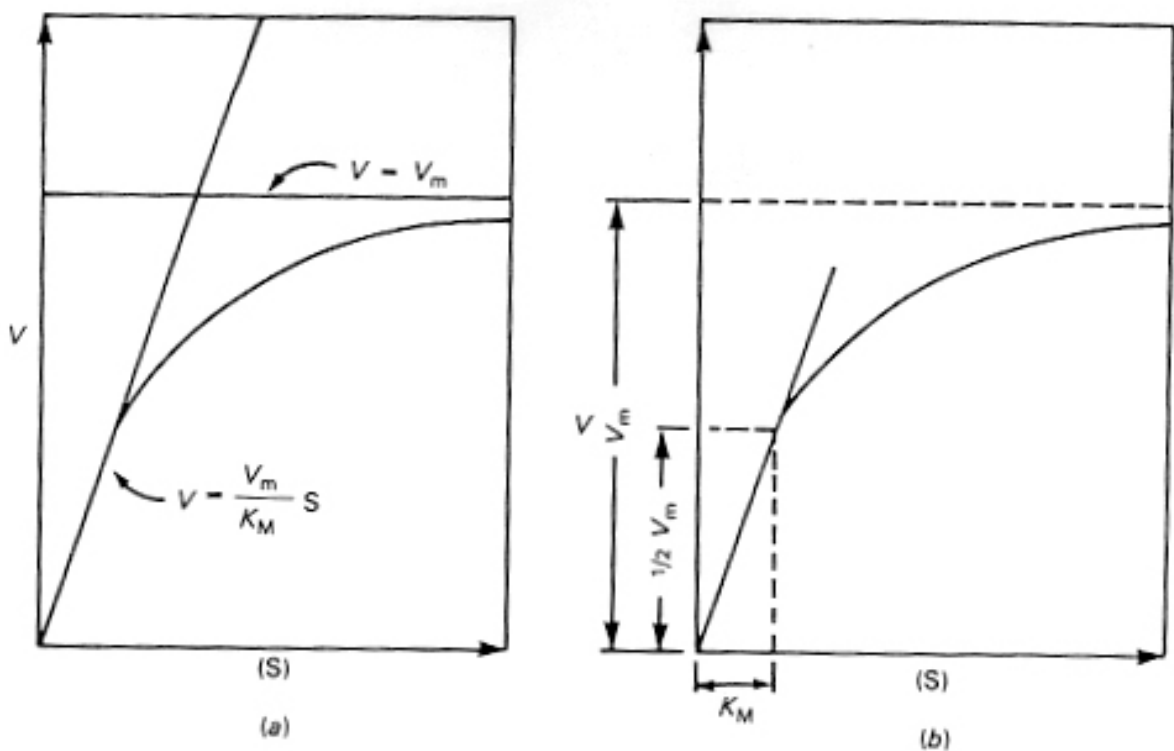 V = Vm
V
V = Vm/KM S
(S)
(a)
V
Vm
1/2 Vm
KM
(S)
(b)